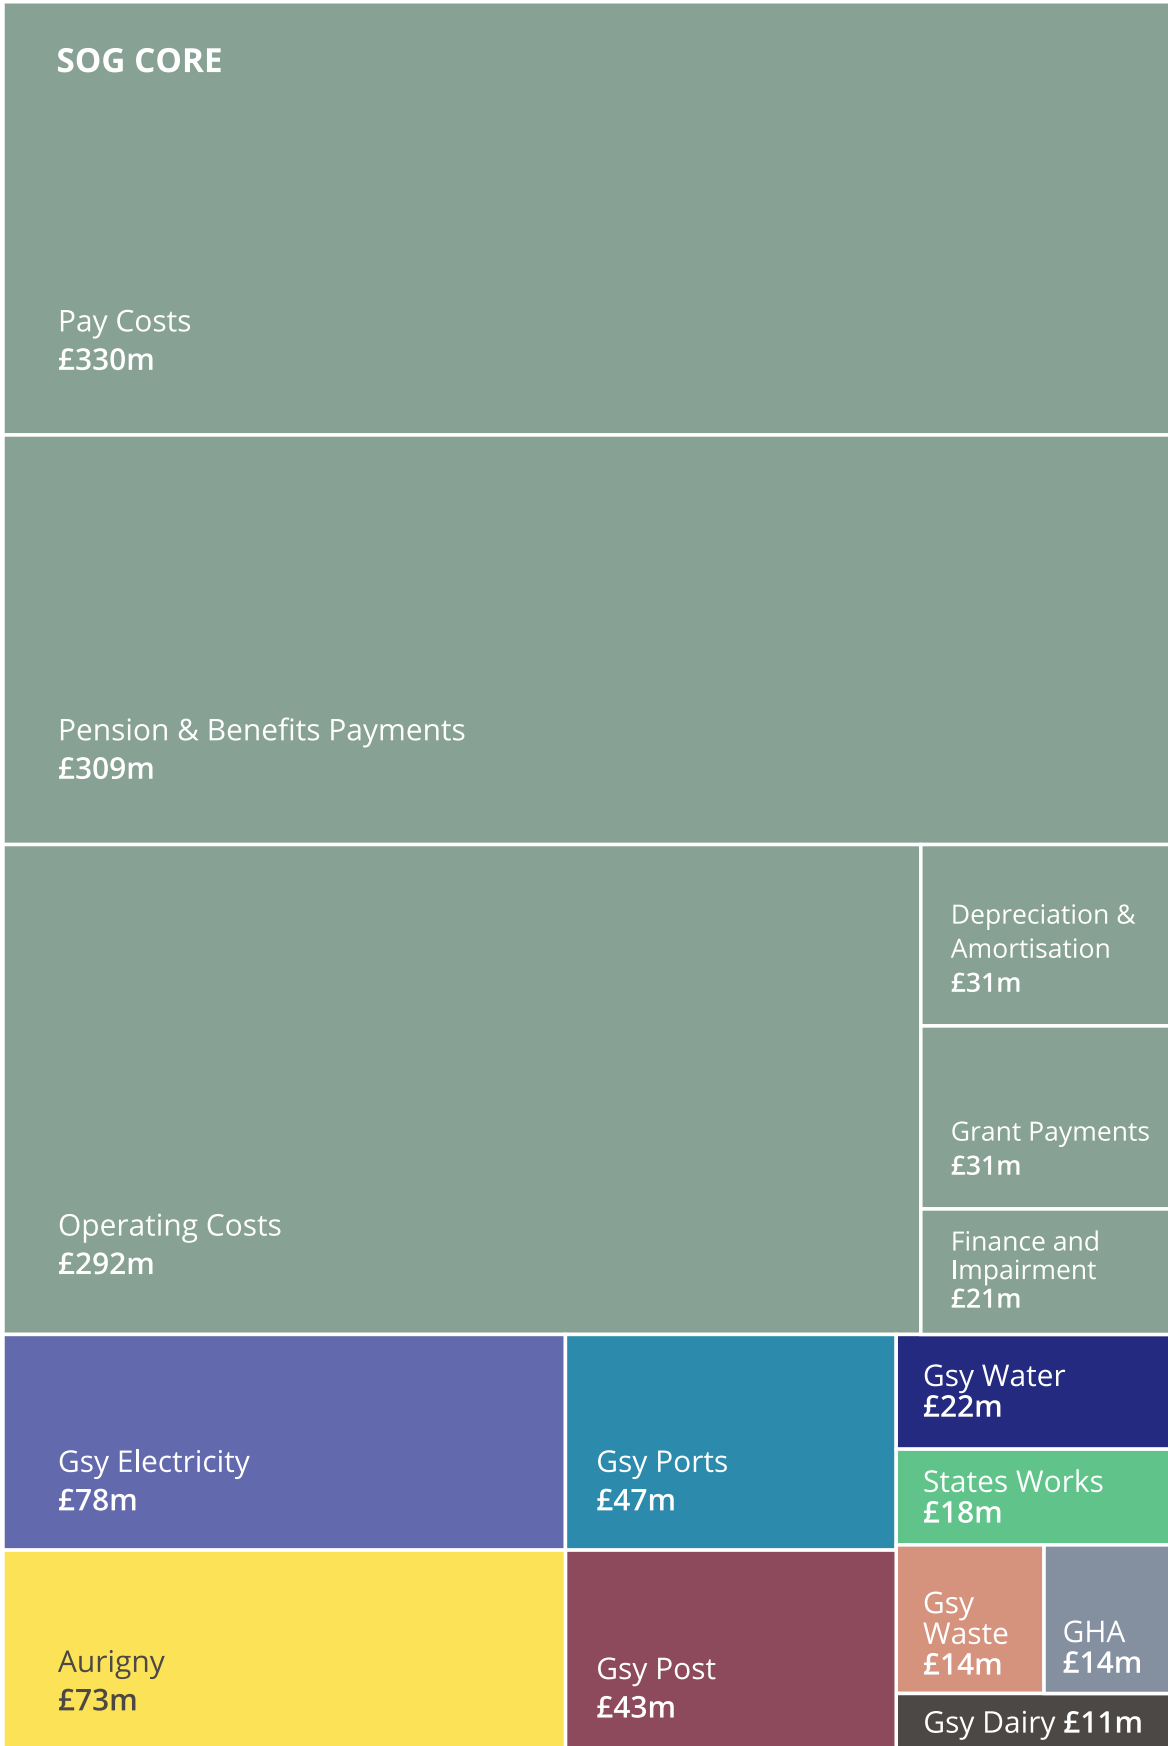 SOG CORE
Pay Costs
£330m
Pension & Benefits Payments
£309m
Operating Costs
£292m
Depreciation &
Amortisation
£31m
Grant Payments
£31m
Finance and
Impairment
£21m
Gsy Electricity
£78m
Gsy Ports
£47m
Gsy Water
£22m
States Works
£18m
Aurigny
£73m
Gsy Post
£43m
Gsy
Waste
£14m
GHA
£14m
Gsy Dairy £11m